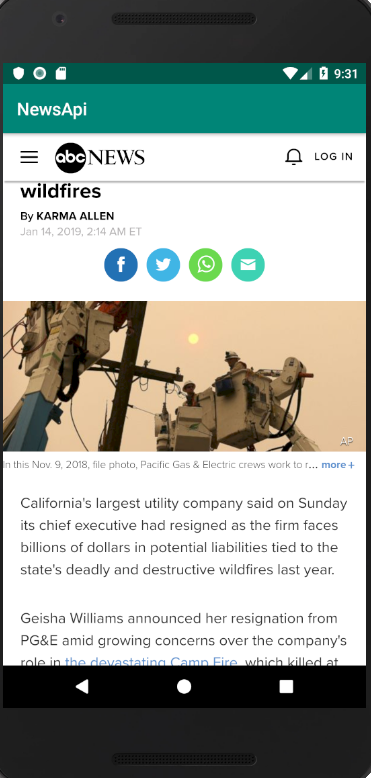 9:31
NewsApi
abc NEWS
LOG IN
wildfires
By KARMA ALLEN
Jan 14, 2019, 2:14 AM ET
AP
In this Nov. 9, 2018, file photo, Pacific Gas & Electric crews work to r... more +
California's largest utility company said on Sunday
its chief executive had resigned as the firm faces
billions of dollars in potential liabilities tied to the
state's deadly and destructive wildfires last year.
Geisha Williams announced her resignation from
PG&E amid growing concerns over the company's
role in the devastating Camp Fire, which killed at